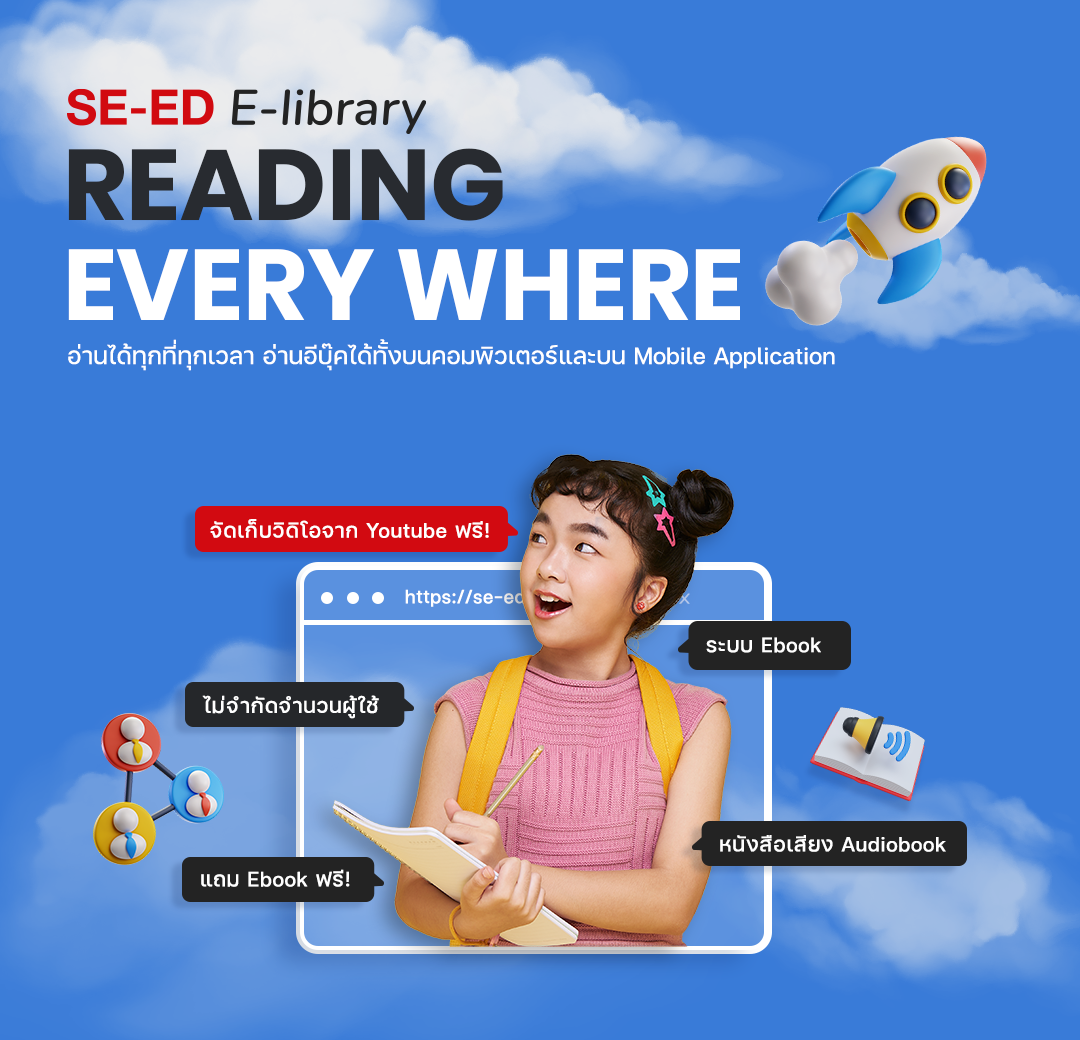 SE-ED E-library
READING
EVERY WHERE
อ่านได้ทุกที่ทุกเวลา อ่านอีบุ๊คได้ทั้งบนคอมพิวเตอร์และบน Mobile Application
จัดเก็บวิดิโอจาก Youtube ฟรี!
https://se-ed
ระบบ Ebook
ไม่จำกัดจำนวนผู้ใช้
หนังสือเสียง Audiobook
แถม Ebook ฟรี!